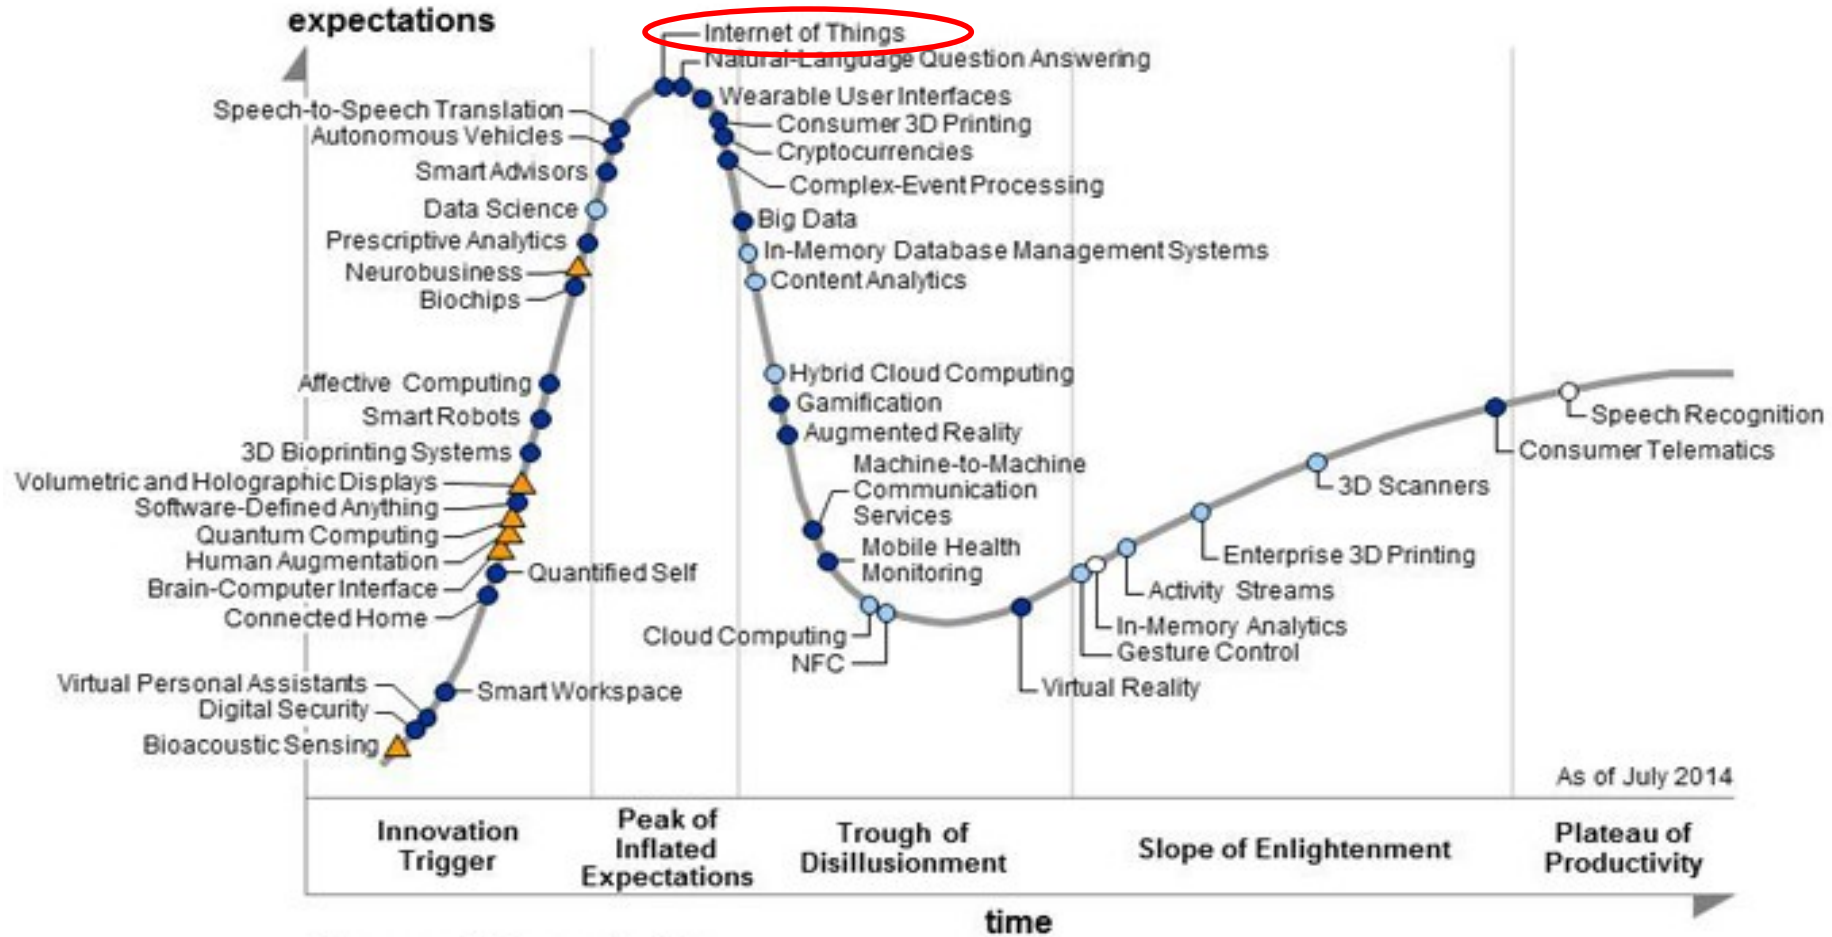 expectations
Internet of Things
Natural-Language Question Answering
Wearable User Interfaces
Speech-to-Speech Translation
Consumer 3D Printing
Autonomous Vehicles
Cryptocurrencies
Smart Advisors
Complex-Event Processing
Data Science
Big Data
Prescriptive Analytics
In-Memory Database Management Systems
Neurobusiness
Content Analytics
Biochips
Hybrid Cloud Computing
Affective Computing
Gamification
Smart Robots
Augmented Reality
3D Bioprinting Systems
Machine-to-Machine
Communication
Services
Volumetric and Holographic Displays
Software-Defined Anything
Quantum Computing
Human Augmentation
Brain-Computer Interface
Quantified Self
Connected Home
Mobile Health
Monitoring
Speech Recognition
Consumer Telematics
3D Scanners
Enterprise 3D Printing
Activity Streams
In-Memory Analytics
Gesture Control
Cloud Computing
NFC
Virtual Reality
Virtual Personal Assistants
Smart Workspace
Digital Security
Bioacoustic Sensing
As of July 2014
Innovation
Trigger
Peak of
Inflated
Expectations
Trough of
Disillusionment
Slope of Enlightenment
Plateau of
Productivity
time